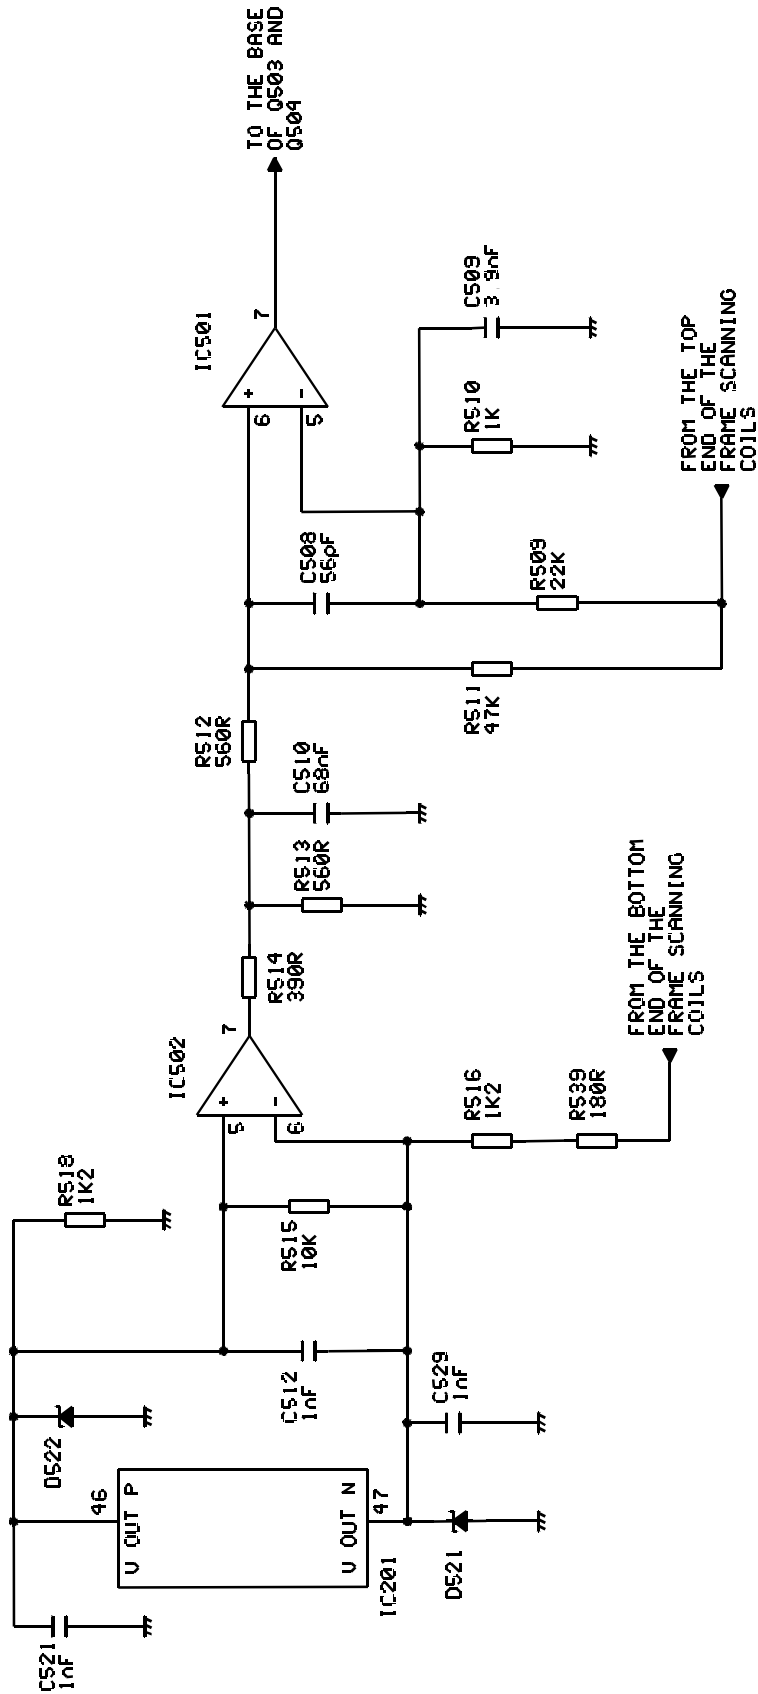 C521
1nF
V OUT P
46
V OUT N
47
IC201
D522
D521
C529
1nF
C512
1nF
R515
10K
R518
1K2
+
5
-
6
7
IC502
R516
1K2
R539
180R
FROM THE BOTTOM
END OF THE
FRAME SCANNING
COILS
R514
390R
R513
560R
C510
68nF
R512
560R
R511
47K
C508
56pF
R509
22K
FROM THE TOP
END OF THE
FRAME SCANNING
COILS
R510
1K
C509
3.9nF
+
6
-
5
7
IC501
TO THE BASE
OF Q503 AND
Q504